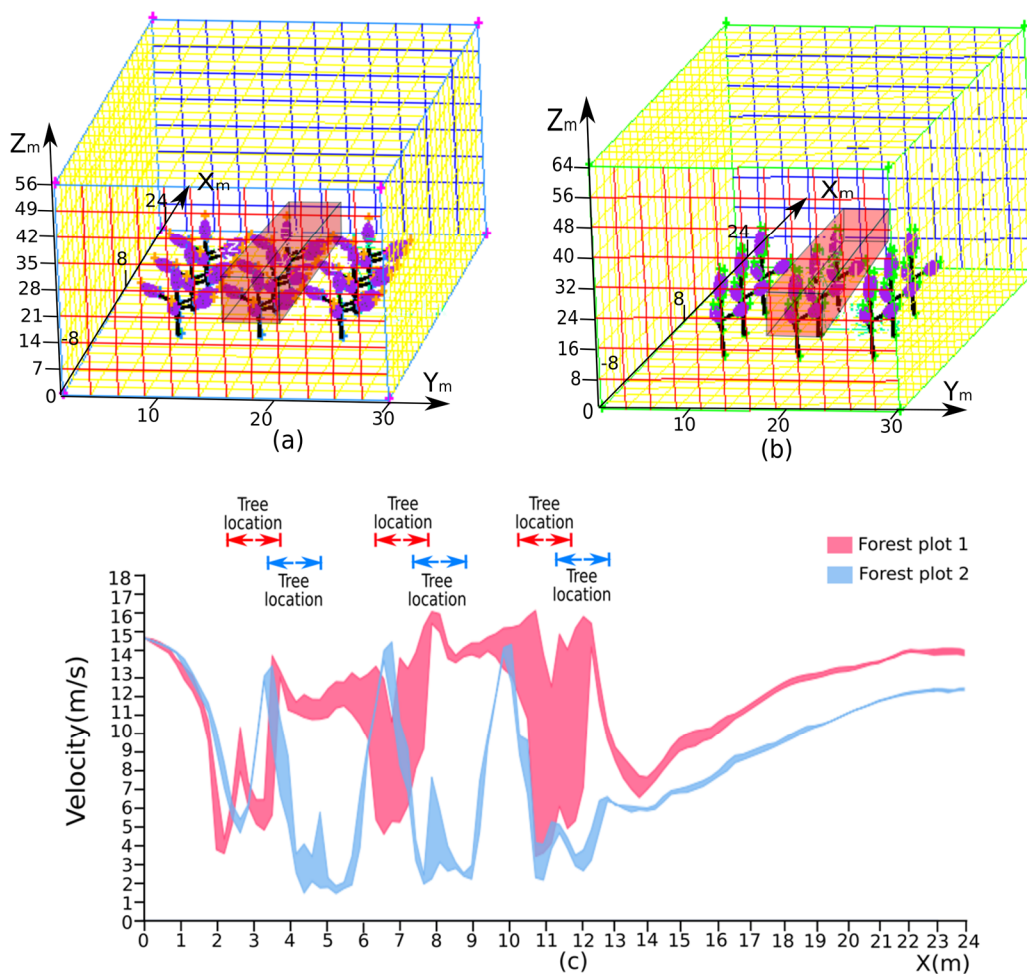 Zm
56
49
42
35
28
21
14
7
0
Xm
24
8
-8
10
20
30
Ym
(a)
Zm
64
56
48
40
32
24
16
8
0
Xm
24
8
-8
10
20
30
Ym
(b)
Tree
location
Tree
location
Tree
location
Tree
location
Tree
location
Tree
location
Forest plot 1
Forest plot 2
Velocity(m/s)
18
17
16
15
14
13
12
11
10
9
8
7
6
5
4
3
2
1
0
0 1 2 3 4 5 6 7 8 9 10 11 12 13 14 15 16 17 18 19 20 21 22 23 24
X(m)
(c)